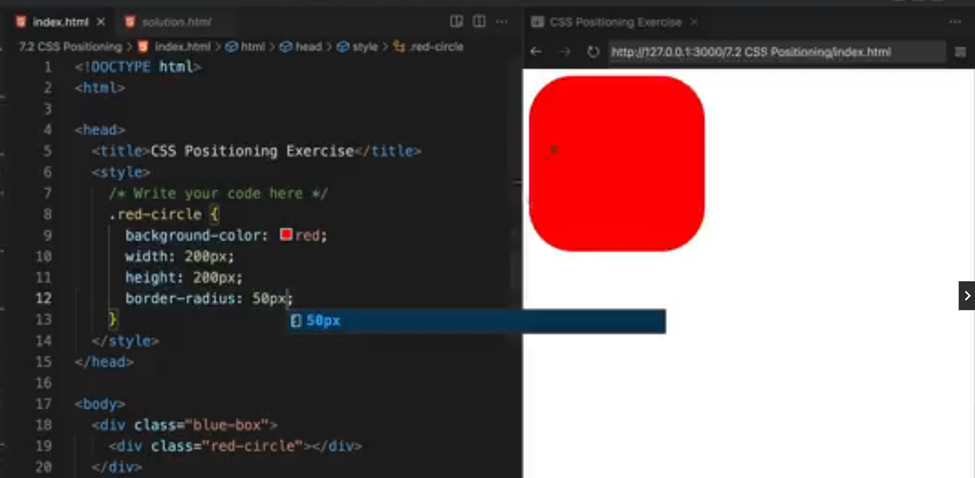 index.html
solution.html
CSS Positioning Exercise
7.2 CSS Positioning > index.html > html > head > style > .red-circle
http://127.0.0.1:3000/7.2 CSS Positioning/index.html
1 <!DOCTYPE html>
2 <html>
3
4 <head>
5 <title>CSS Positioning Exercise</title>
6 <style>
7 /* Write your code here */
8 .red-circle {
9 background-color: red;
10 width: 200px;
11 height: 200px;
12 border-radius: 50px;
50px
13 }
14 </style>
15 </head>
16
17 <body>
18 <div class="blue-box">
19 <div class="red-circle"></div>
20 </div>